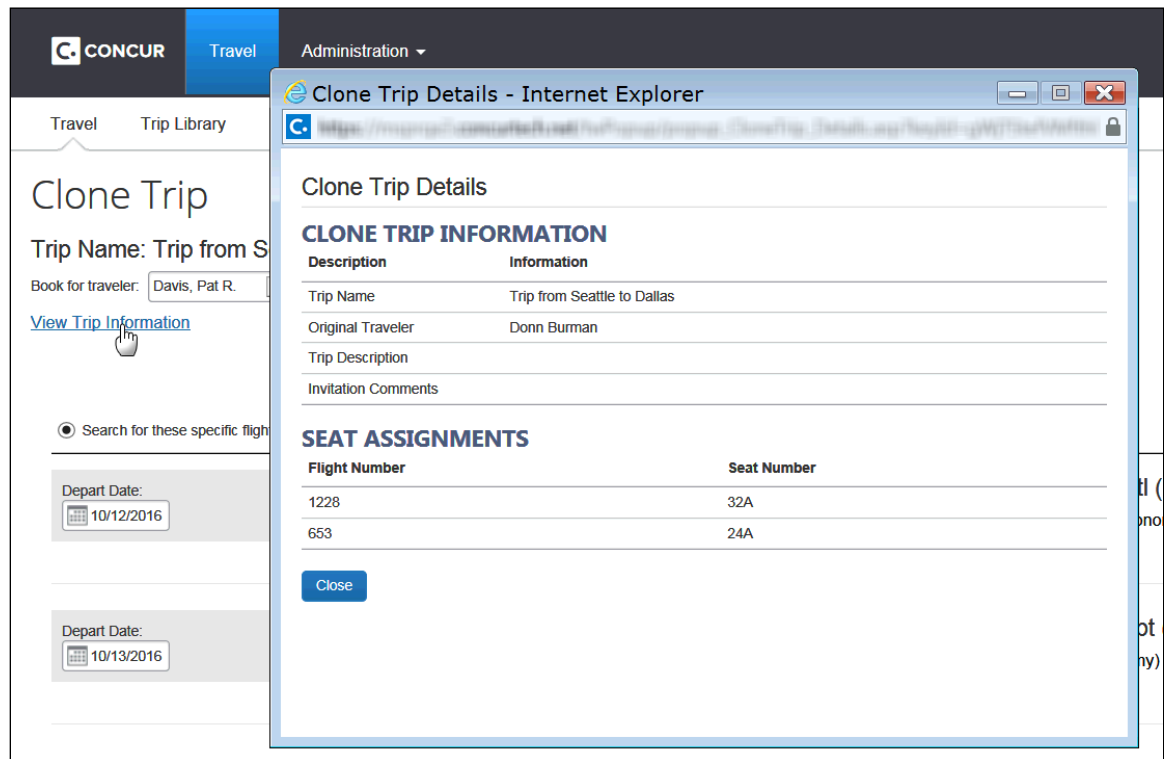 CONCUR Travel Administration
Travel Trip Library
Clone Trip
Trip Name: Trip from S
Book for traveler: Davis, Pat R.
View Trip Information
Search for these specific fligh
Depart Date:
10/12/2016
Depart Date:
10/13/2016
Clone Trip Details - Internet Explorer
Clone Trip Details
CLONE TRIP INFORMATION
Description Information
Trip Name Trip from Seattle to Dallas
Original Traveler Donn Burman
Trip Description
Invitation Comments
SEAT ASSIGNMENTS
Flight Number Seat Number
1228 32A
653 24A
Close